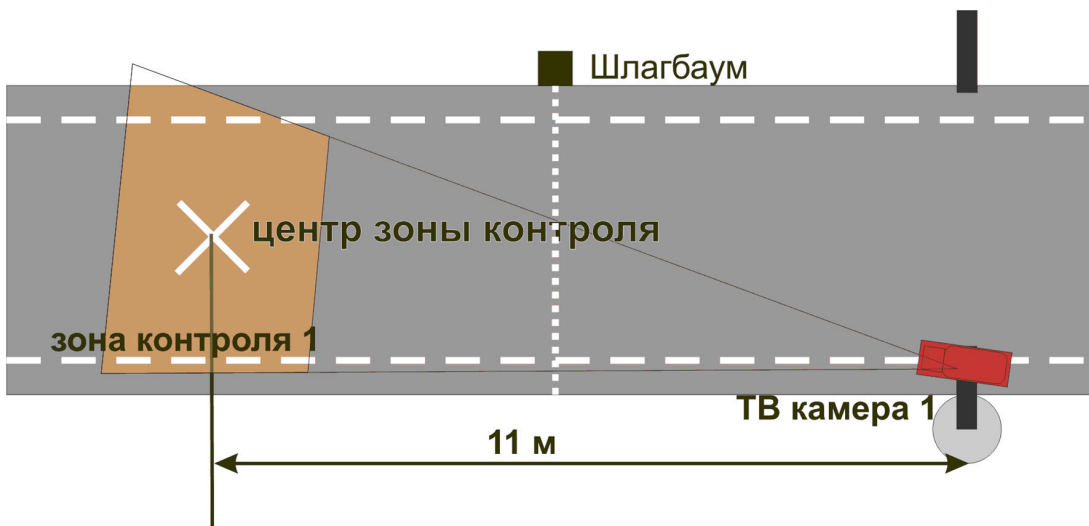 Шлагбаум
центр зоны контроля
зона контроля 1
ТВ камера 1
11 м